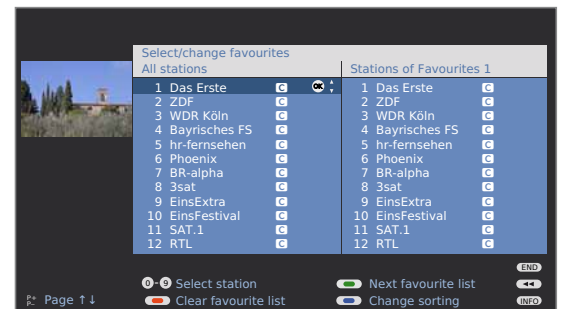 Select/change favourites
All stations Stations of Favourites 1
1 Das Erste C OK 1 Das Erste C
2 ZDF C 2 ZDF C
3 WDR Köln C 3 WDR Köln C
4 Bayrisches FS C 4 Bayrisches FS C
5 hr-fernsehen C 5 hr-fernsehen C
6 Phoenix C 6 Phoenix C
7 BR-alpha C 7 BR-alpha C
8 3sat C 8 3sat C
9 EinsExtra C 9 EinsExtra C
10 EinsFestival C 10 EinsFestival C
11 SAT.1 C 11 SAT.1 C
12 RTL C 12 RTL C
END
0-9 Select station Next favourite list
P+ P- Page ↑↓ Clear favourite list Change sorting INFO